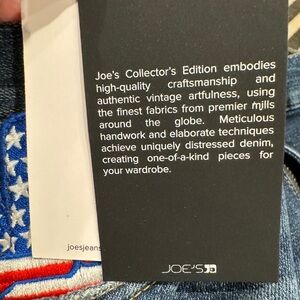 Joe's Collector's Edition embodies
high-quality craftsmanship and
authentic vintage artfulness, using
the finest fabrics from premier mills
around the globe. Meticulous
handwork and elaborate techniques
achieve uniquely distressed denim,
creating one-of-a-kind pieces for
your wardrobe.
joesjeans
JOE'S